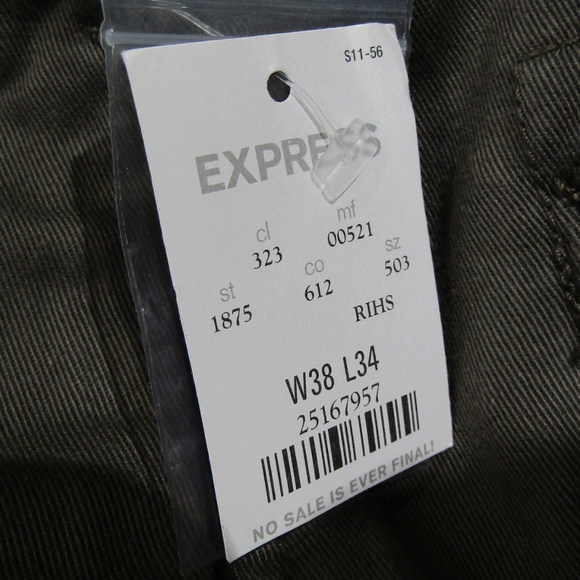 S11-56
EXPRESS
cl mf
323 00521
st co sz
1875 612 503
RIHS
W38 L34
25167957
NO SALE IS EVER FINAL!